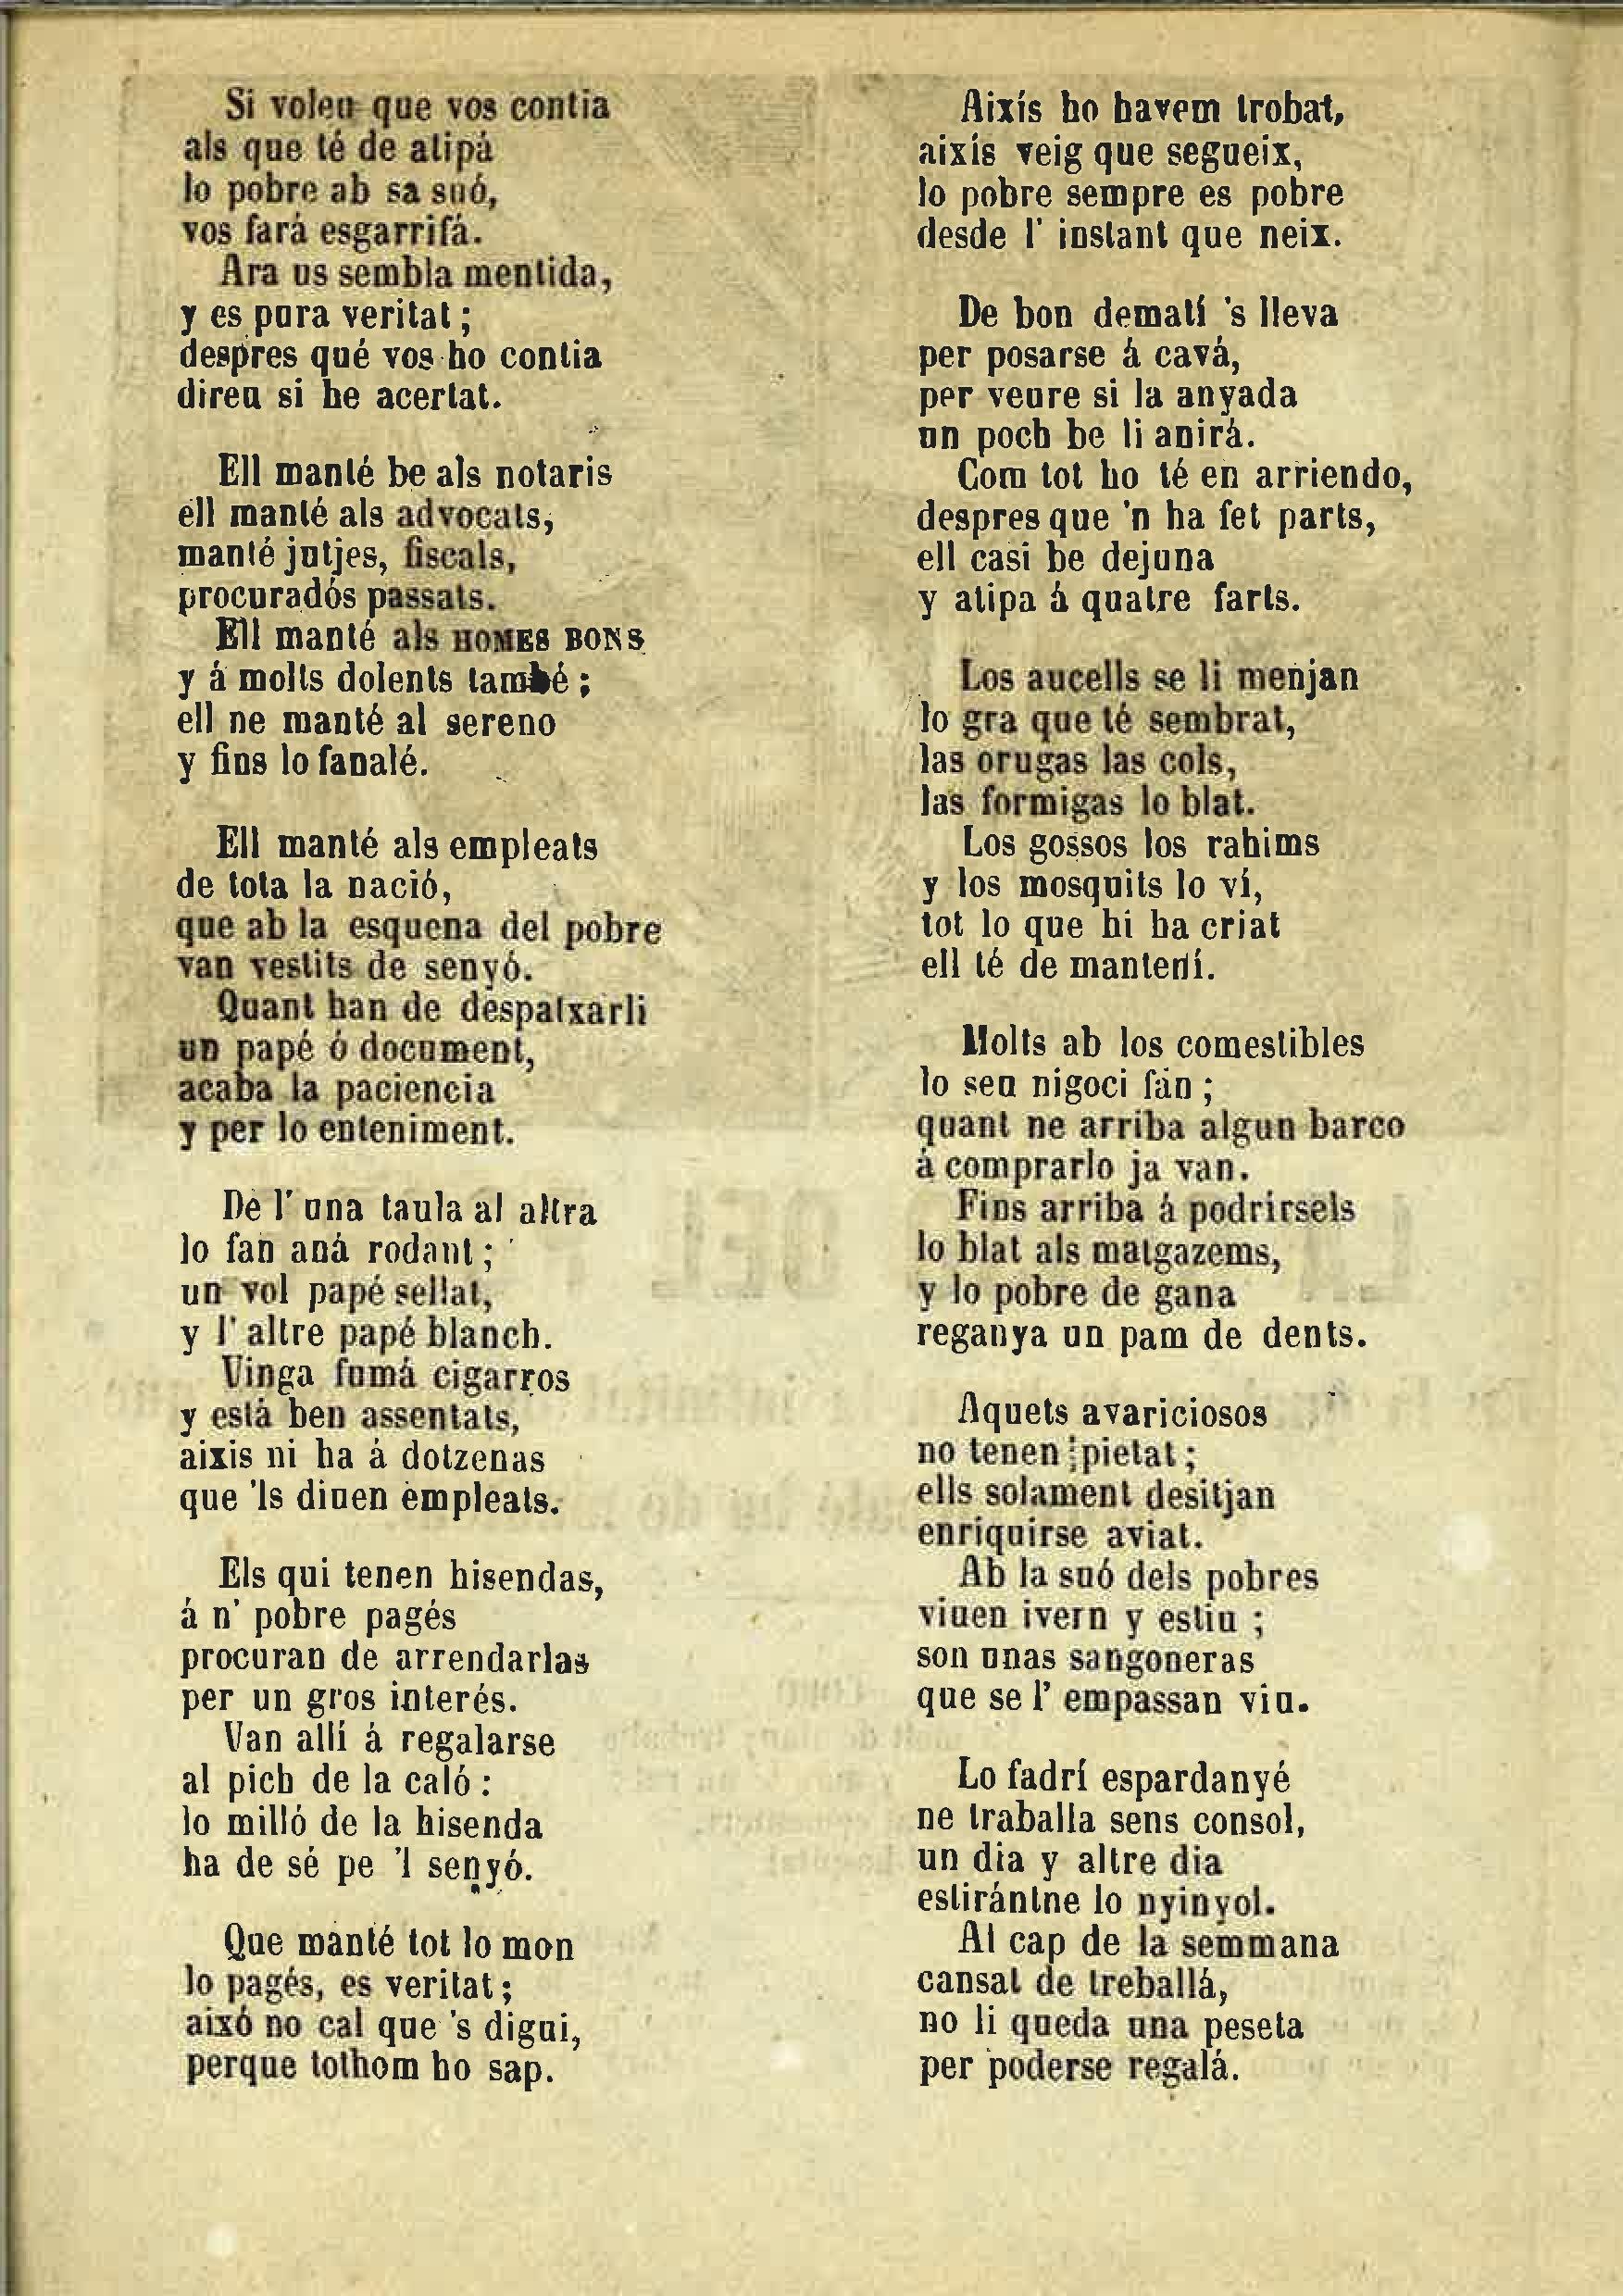 Si voleu que vos contia
als que té de atipá
lo pobre ab sa suó,
vos fará esgarrifá.
Ara us sembla mentida,
y es pura veritat ;
despres qué vos ho contia
direu si he acertat.
Ell manté be als notaris
ell manté als advocats,
manté jutjes, fiscals,
procuradós passats.
Ell manté als HOMES BONS
y á molts dolents també ;
ell ne manté al sereno
y fins lo fanalé.
Ell manté als empleats
de tota la nació,
que ab la esquena del pobre
van vestits de senyó.
Quant han de despatxarli
un papé ó document,
acaba la paciencia
y per lo enteniment.
De l' una taula al altra
lo fan aná rodant ;
un vol papé sellat,
y l' altre papé blanch.
Vinga fumá cigarros
y está ben assentats,
aixis ni ha á dotzenas
que 'ls diuen empleats.
Els qui tenen hisendas,
á n' pobre pagés
procuran de arrendarlas
per un gros interés.
Van allí á regalarse
al pich de la caló :
lo milló de la hisenda
ha de sé pe 'l senyó.
Que manté tot lo mon
lo pagés, es veritat ;
aixó no cal que 's digui,
perque tothom ho sap.
Aixís ho havem trobat,
aixís veig que segueix,
lo pobre sempre es pobre
desde l' instant que neix.
De bon dematí 's lleva
per posarse á cavá,
per veure si la anyada
un poch be li anirá.
Com tot ho té en arriendo,
despres que 'n ha fet parts,
ell casi be dejuna
y atipa á quatre farts.
Los aucells se li menjan
lo gra que té sembrat,
las orugas las cols,
las formigas lo blat.
Los gossos los rahims
y los mosquits lo ví,
tot lo que hi ha criat
ell té de mantení.
Molts ab los comestibles
lo seu nigoci fán ;
quant ne arriba algun barco
á comprarlo ja van.
Fins arriba á podrirsels
lo blat als matgazems,
y lo pobre de gana
reganya un pam de dents.
Aquets avariciosos
no tenen pietat ;
ells solament desitjan
enriquirse aviat.
Ab la suó dels pobres
viuen ivern y estiu ;
son unas sangoneras
que se l' empassan viu.
Lo fadrí espardanyé
ne traballa sens consol,
un dia y altre dia
estirántne lo nyinyol.
Al cap de la semmana
cansat de treballá,
no li queda una peseta
per poderse regalá.